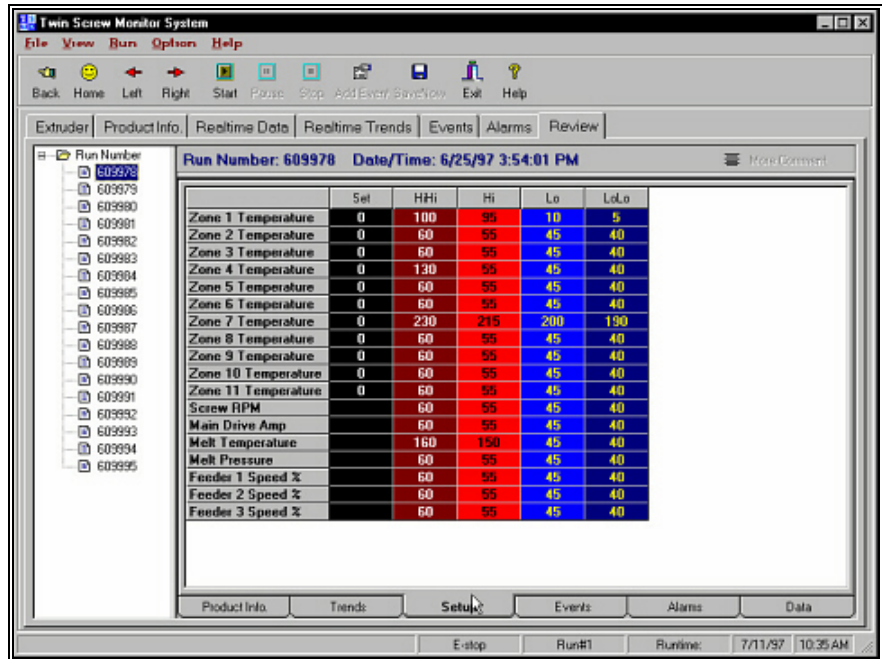 Twin Screw Monitor System
File View Run Option Help
Back Home Left Right Start Pause Stop Add Event SaveNow Exit Help
Extruder Product Info. Realtime Data Realtime Trends Events Alarms Review
Run Number
609978
609979
609980
609981
609982
609983
609984
609985
609986
609987
609988
609989
609990
609991
609992
609993
609994
609995
Run Number: 609978 Date/Time: 6/25/97 3:54:01 PM More Comment
Set HiHi Hi Lo LoLo
Zone 1 Temperature 0 100 95 10 5
Zone 2 Temperature 0 60 55 45 40
Zone 3 Temperature 0 60 55 45 40
Zone 4 Temperature 0 130 55 45 40
Zone 5 Temperature 0 60 55 45 40
Zone 6 Temperature 0 60 55 45 40
Zone 7 Temperature 0 230 215 200 190
Zone 8 Temperature 0 60 55 45 40
Zone 9 Temperature 0 60 55 45 40
Zone 10 Temperature 0 60 55 45 40
Zone 11 Temperature 0 60 55 45 40
Screw RPM 60 55 45 40
Main Drive Amp 60 55 45 40
Melt Temperature 160 150 45 40
Melt Pressure 60 55 45 40
Feeder 1 Speed % 60 55 45 40
Feeder 2 Speed % 60 55 45 40
Feeder 3 Speed % 60 55 45 40
Product Info. Trends Setup Events Alarms Data
E-stop Run#1 Runtime: 7/11/97 10:35 AM